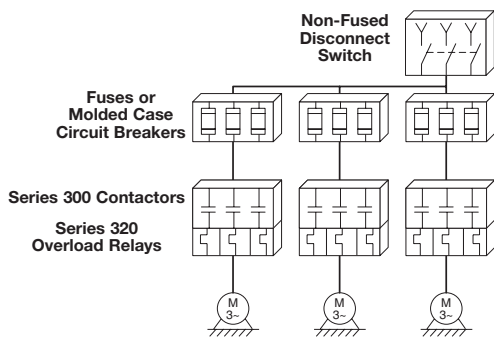 Non-Fused
Disconnect
Switch
Fuses or
Molded Case
Circuit Breakers
Series 300 Contactors
Series 320
Overload Relays
M
3~
M
3~
M
3~